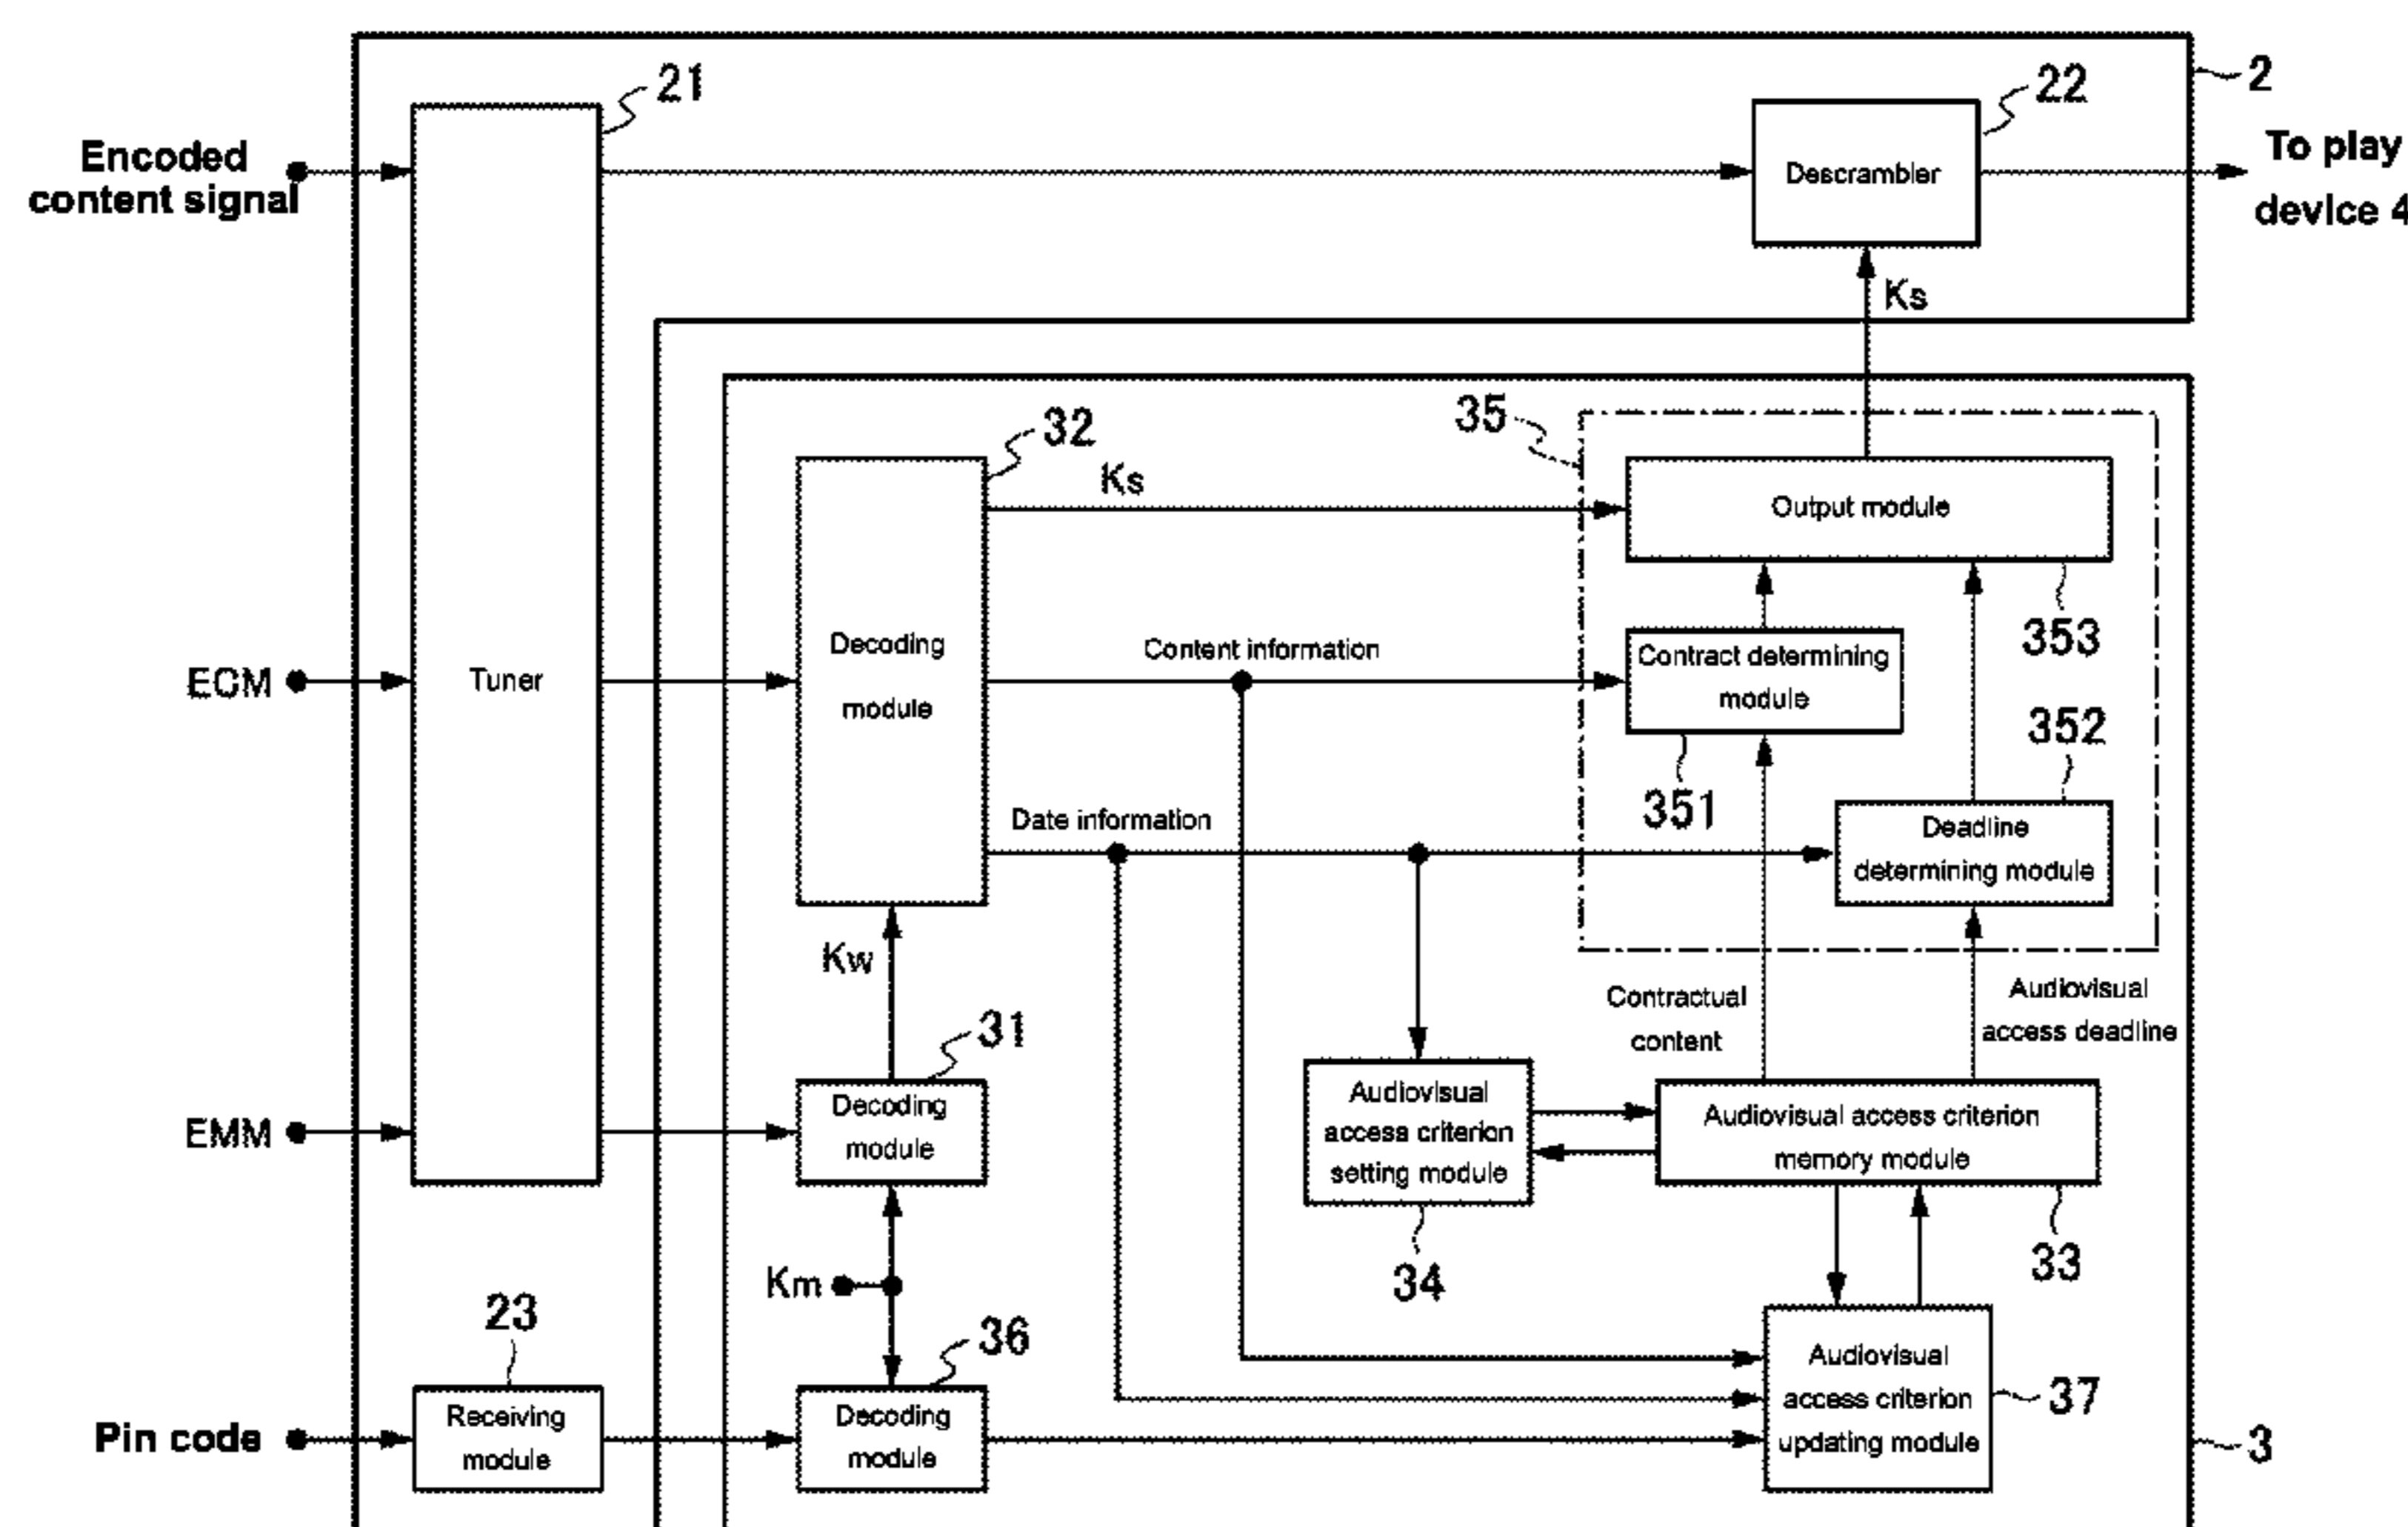 2
21
22
Encoded
content signal
Descrambler
To play
device 4
Ks
35
32
Ks
Output module
353
ECM
Tuner
Decoding
module
Content information
Contract determining
module
351
352
Date information
Deadline
determining module
Kw
Contractual
content
Audiovisual
access deadline
31
EMM
Decoding
module
Audiovisual
access criterion
setting module
Audiovisual access criterion
memory module
34
33
Km
23
36
Pin code
Receiving
module
Decoding
module
Audiovisual
access criterion
updating module
37
3